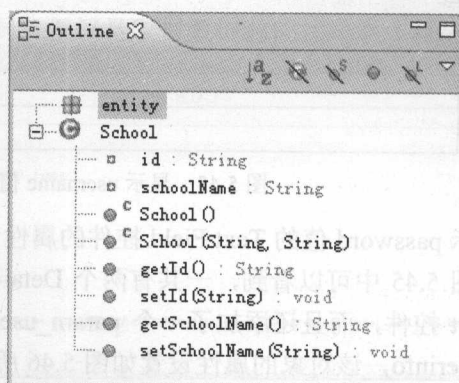 Outline
entity
School
id : String
schoolName : String
School()
School(String, String)
getId() : String
setId(String) : void
getSchoolName() : String
setSchoolName(String) : void